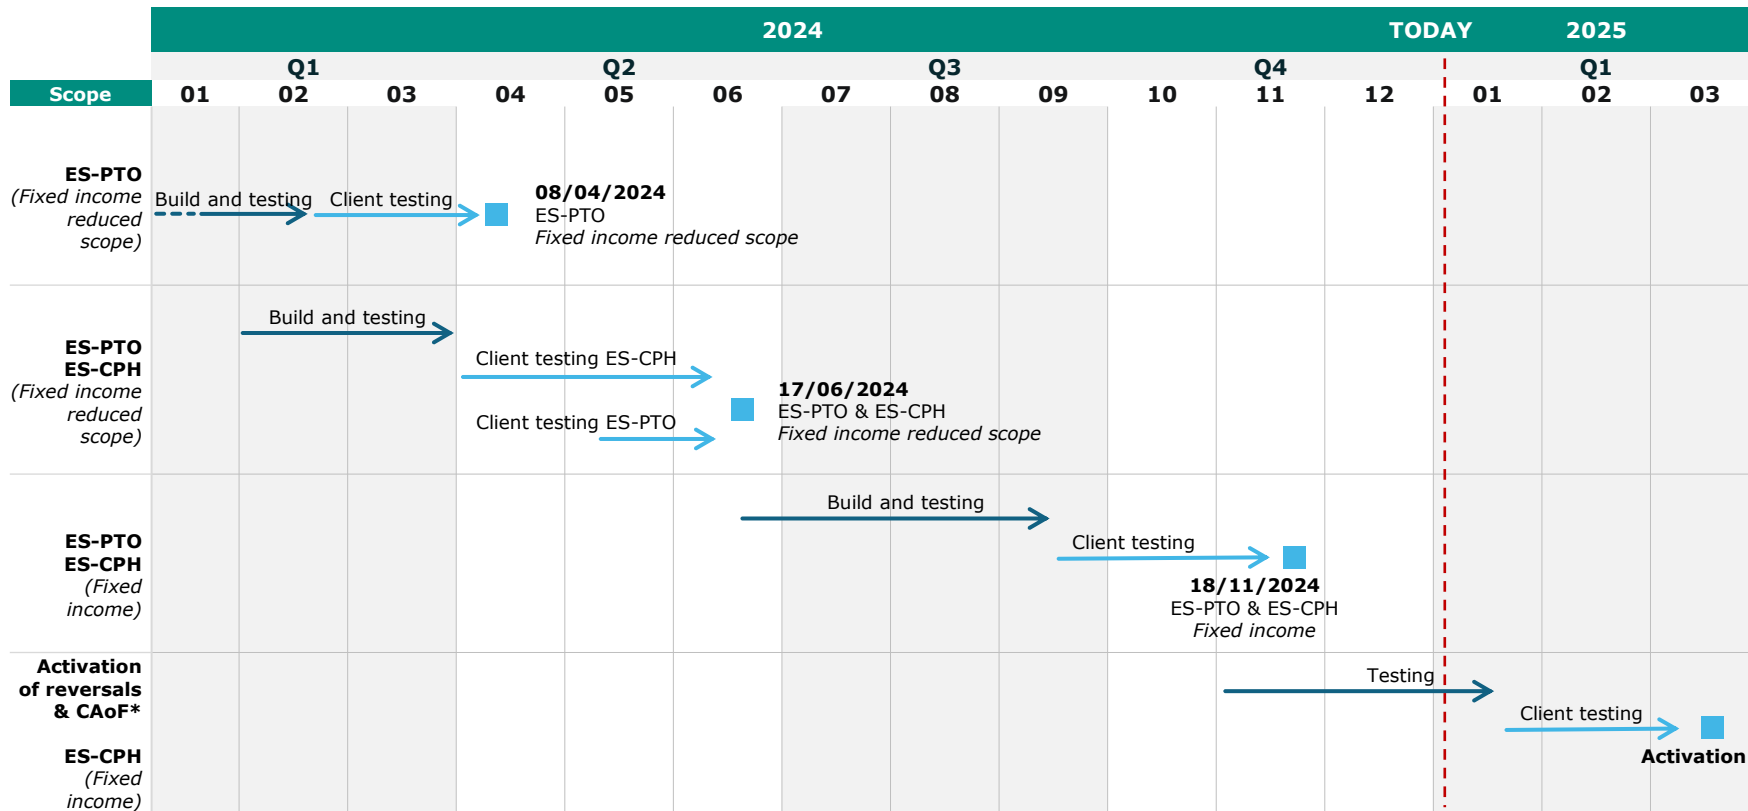 2024
TODAY
2025
Q1
Q2
Q3
Q4
Q1
Scope
01
02
03
04
05
06
07
08
09
10
11
12
01
02
03
ES-PTO
(Fixed income
reduced
scope)
Build and testing
Client testing
08/04/2024
ES-PTO
Fixed income reduced scope
ES-PTO
ES-CPH
(Fixed income
reduced
scope)
Build and testing
Client testing ES-CPH
Client testing ES-PTO
17/06/2024
ES-PTO & ES-CPH
Fixed income reduced scope
ES-PTO
ES-CPH
(Fixed
income)
Build and testing
Client testing
18/11/2024
ES-PTO & ES-CPH
Fixed income
Activation
of reversals
& CAoF*
ES-CPH
(Fixed
income)
Testing
Client testing
Activation